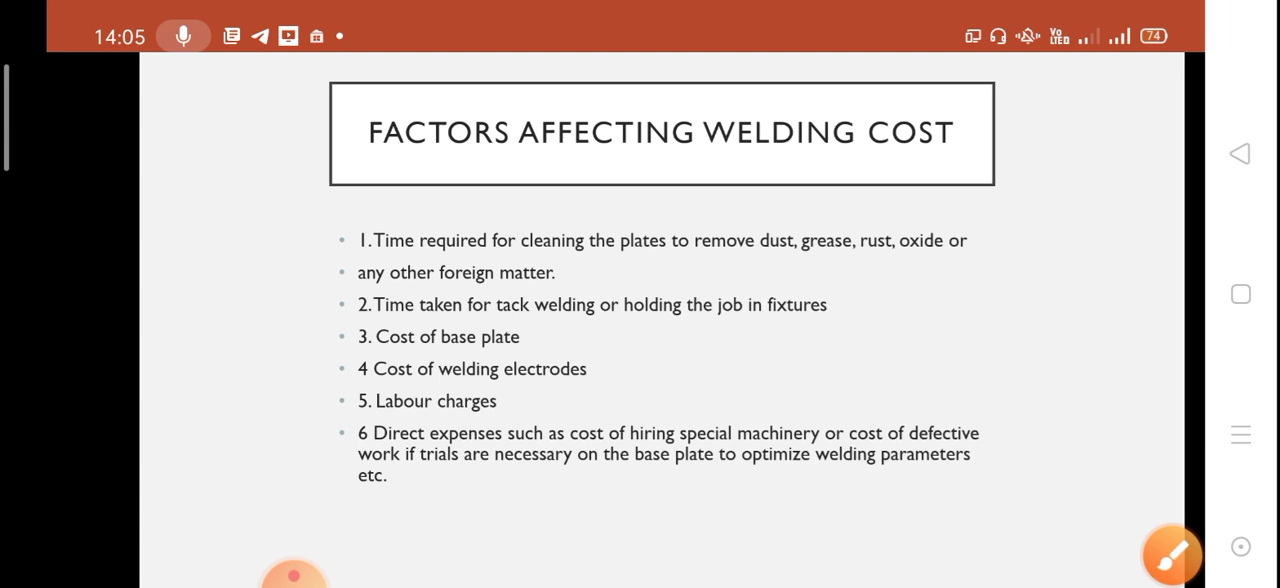 14:05
VO
LTED
74
FACTORS AFFECTING WELDING COST
• 1. Time required for cleaning the plates to remove dust, grease, rust, oxide or
• any other foreign matter.
• 2. Time taken for tack welding or holding the job in fixtures
• 3. Cost of base plate
• 4 Cost of welding electrodes
• 5. Labour charges
• 6 Direct expenses such as cost of hiring special machinery or cost of defective
work if trials are necessary on the base plate to optimize welding parameters
etc.